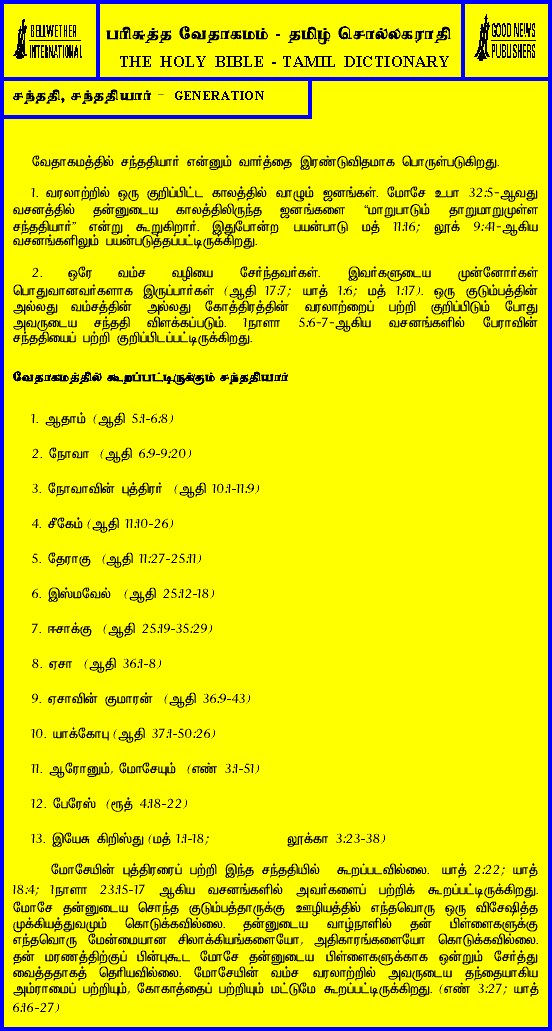 BELLWETHER
INTERNATIONAL
பரிசுத்த வேதாகமம் - தமிழ் சொல்லகராதி
THE HOLY BIBLE - TAMIL DICTIONARY
GOOD NEWS
PUBLISHERS
சந்ததி, சந்ததியார் - GENERATION
வேதாகமத்தில் சந்ததியார் என்னும் வார்த்தை இரண்டுவிதமாக பொருள்படுகிறது.
1. வரலாற்றில் ஒரு குறிப்பிட்ட காலத்தில் வாழும் ஜனங்கள். மோசே உபா 32:5-ஆவது
வசனத்தில் தன்னுடைய காலத்திலிருந்த ஜனங்களை "மாறுபாடும் தாறுமாறுமுள்ள
சந்ததியார்" என்று கூறுகிறார். இதுபோன்ற பயன்பாடு மத் 11:16; லூக் 9:41-ஆகிய
வசனங்களிலும் பயன்படுத்தப்பட்டிருக்கிறது.
2. ஒரே வம்ச வழியை சேர்ந்தவர்கள். இவர்களுடைய முன்னோர்கள்
பொதுவானவர்களாக இருப்பார்கள் (ஆதி 17:7; யாத் 1:6; மத் 1:17). ஒரு குடும்பத்தின்
அல்லது வம்சத்தின் அல்லது கோத்திரத்தின் வரலாற்றைப் பற்றி குறிப்பிடும் போது
அவருடைய சந்ததி விளக்கப்படும். 1நாளா 5:6-7-ஆகிய வசனங்களில் பேராவின்
சந்ததியைப் பற்றி குறிப்பிடப்பட்டிருக்கிறது.
வேதாகமத்தில் கூறப்பட்டிருக்கும் சந்ததியார்
1. ஆதாம் (ஆதி 5:1-6:8)
2. நோவா (ஆதி 6:9-9:20)
3. நோவாவின் புத்திரர் (ஆதி 10:1-11:9)
4. சீகேம் (ஆதி 11:10-26)
5. தேராகு (ஆதி 11:27-25:11)
6. இஸ்மவேல் (ஆதி 25:12-18)
7. ஈசாக்கு (ஆதி 25:19-35:29)
8. ஏசா (ஆதி 36:1-8)
9. ஏசாவின் குமாரன் (ஆதி 36:9-43)
10. யாக்கோபு (ஆதி 37:1-50:26)
11. ஆரோனும், மோசேயும் (எண் 3:1-51)
12. பேரேஸ் (ரூத் 4:18-22)
13. இயேசு கிறிஸ்து (மத் 1:1-18; லூக்கா 3:23-38)
மோசேயின் புத்திரரைப் பற்றி இந்த சந்ததியில் கூறப்படவில்லை. யாத் 2:22; யாத்
18:4; 1நாளா 23:15-17 ஆகிய வசனங்களில் அவர்களைப் பற்றிக் கூறப்பட்டிருக்கிறது.
மோசே தன்னுடைய சொந்த குடும்பத்தாருக்கு ஊழியத்தில் எந்தவொரு ஒரு விசேஷித்த
முக்கியத்துவமும் கொடுக்கவில்லை. தன்னுடைய வாழ்நாளில் தன் பிள்ளைகளுக்கு
எந்தவொரு மேன்மையான சிலாக்கியங்களையோ, அதிகாரங்களையோ கொடுக்கவில்லை.
தன் மரணத்திற்குப் பின்புகூட மோசே தன்னுடைய பிள்ளைகளுக்காக ஒன்றும் சேர்த்து
வைத்ததாகத் தெரியவில்லை. மோசேயின் வம்ச வரலாற்றில் அவருடைய தந்தையாகிய
அம்ராமைப் பற்றியும், கோகாத்தைப் பற்றியும் மட்டுமே கூறப்பட்டிருக்கிறது. (எண் 3:27; யாத்
6:16-27)